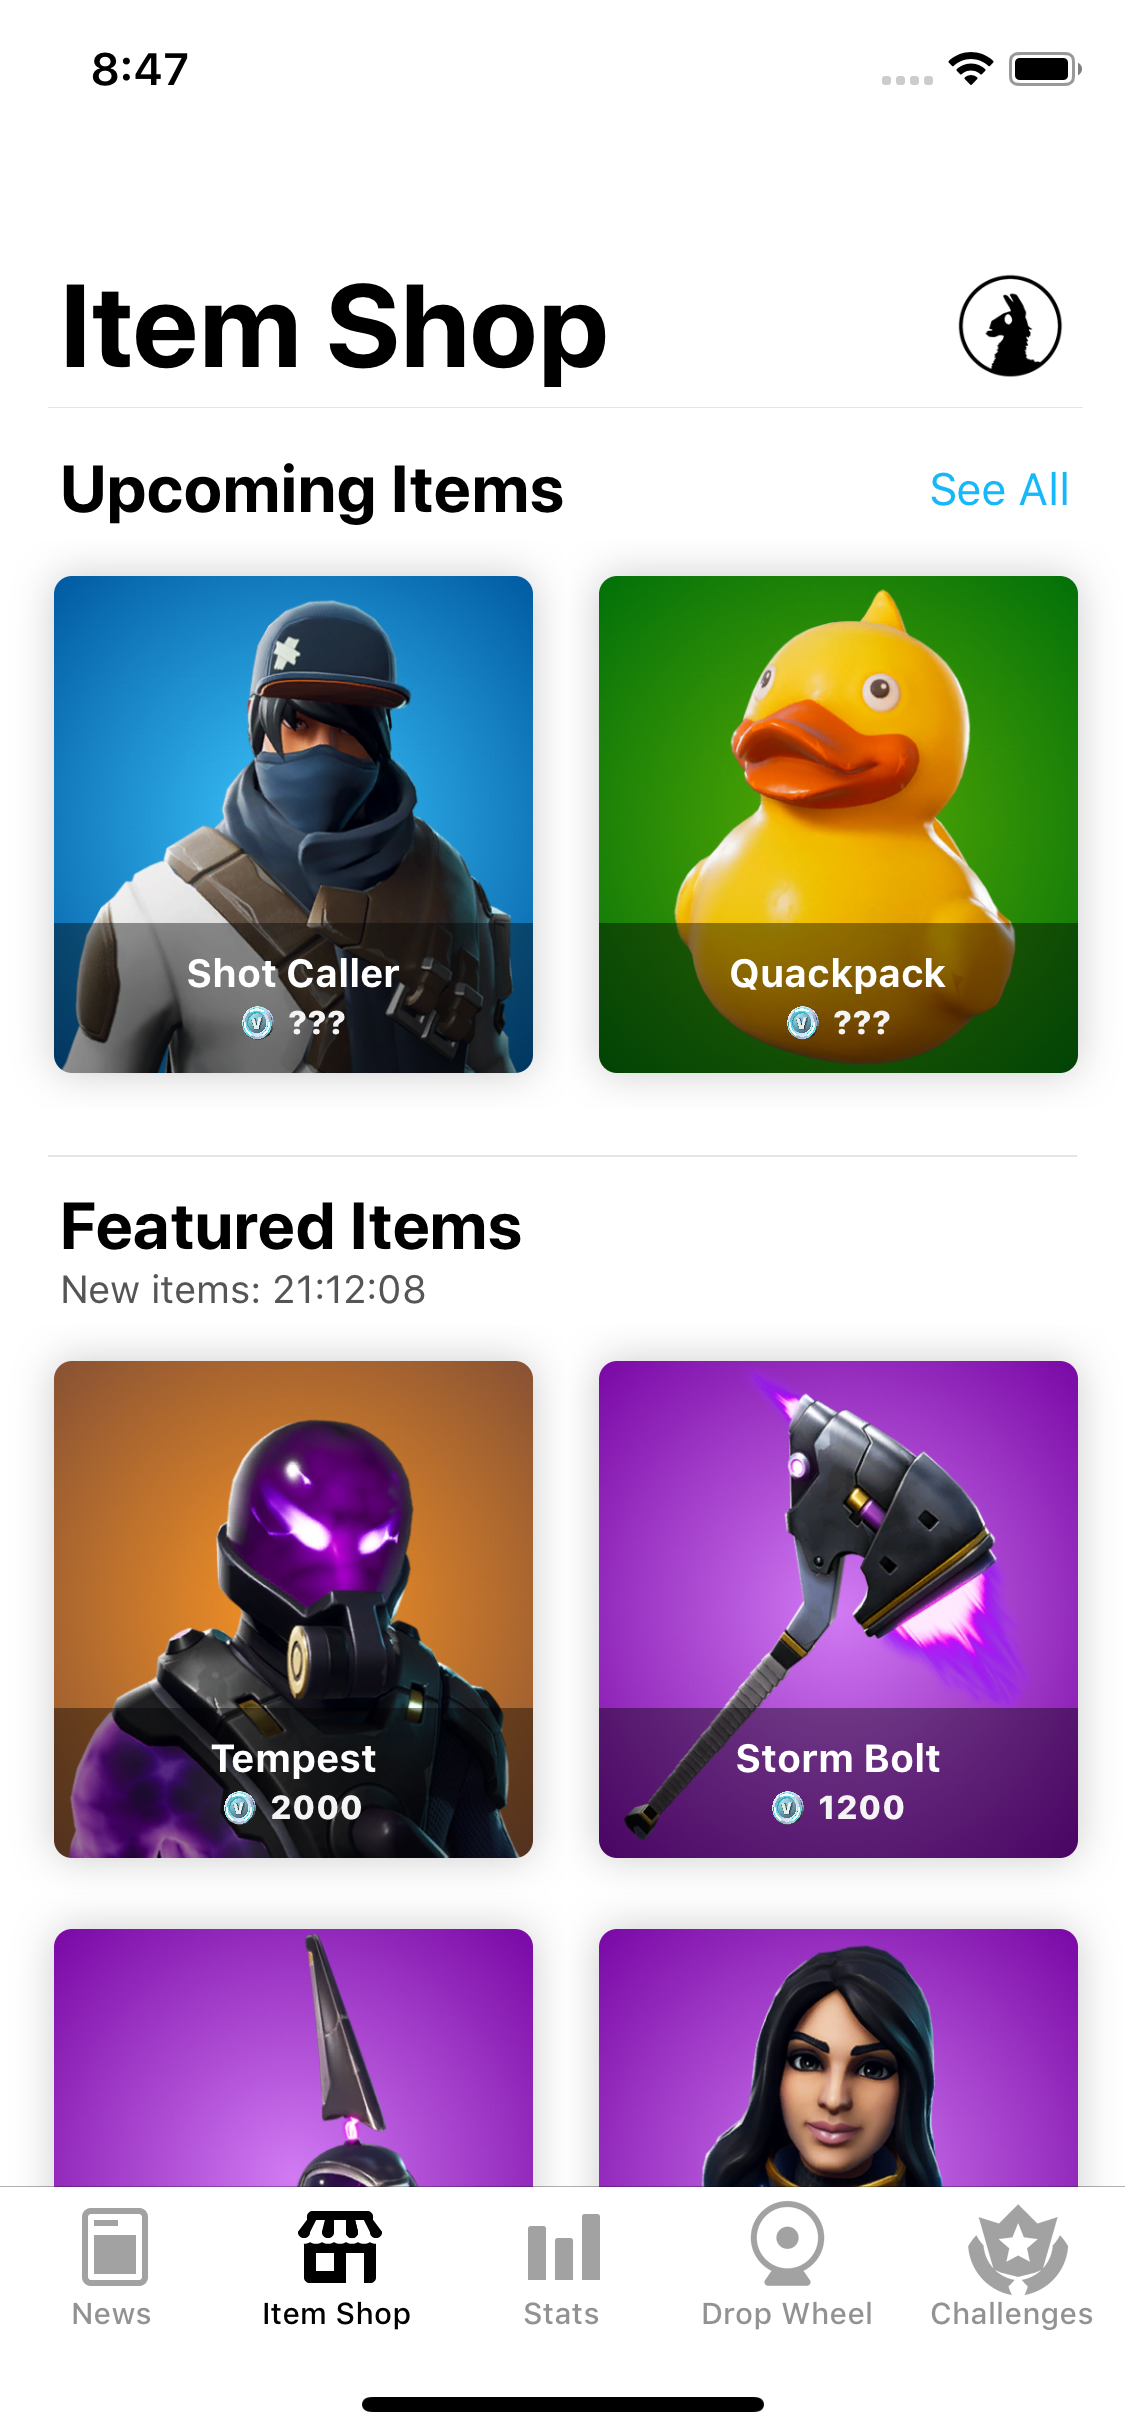 8:47
Item Shop
Upcoming Items
See All
Shot Caller
???
Quackpack
???
Featured Items
New items: 21:12:08
Tempest
2000
Storm Bolt
1200
News
Item Shop
Stats
Drop Wheel
Challenges